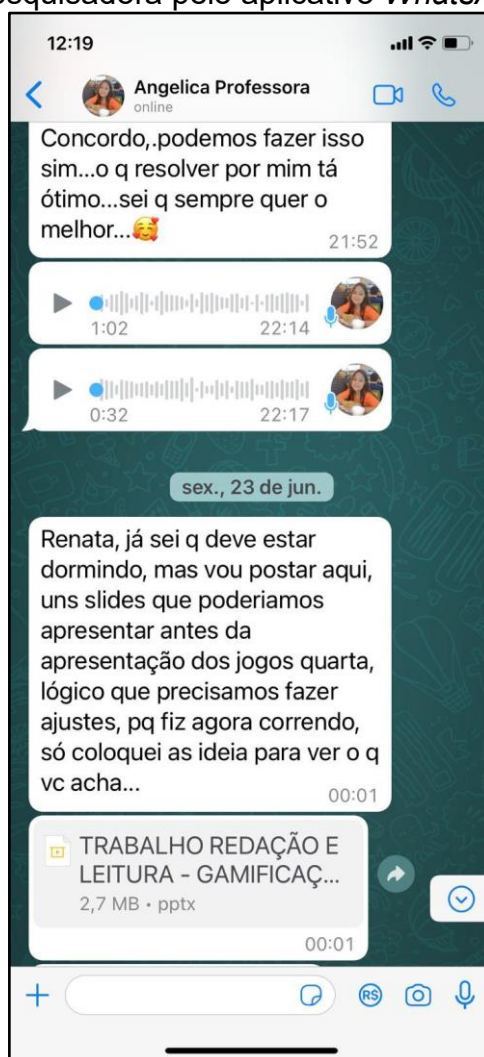 pelo aplicativo
12:19
Angelica Professora
online
Concordo,.podemos fazer isso
sim...o q resolver por mim tá
ótimo...sei q sempre quer o
melhor...🥰
21:52
1:02
22:14
0:32
22:17
sex., 23 de jun.
Renata, já sei q deve estar
dormindo, mas vou postar aqui,
uns slides que poderiamos
apresentar antes da
apresentação dos jogos quarta,
lógico que precisamos fazer
ajustes, pq fiz agora correndo,
só coloquei as ideia para ver o q
vc acha...
00:01
TRABALHO REDAÇÃO E
LEITURA - GAMIFICAÇ...
2,7 MB • pptx
00:01
R$